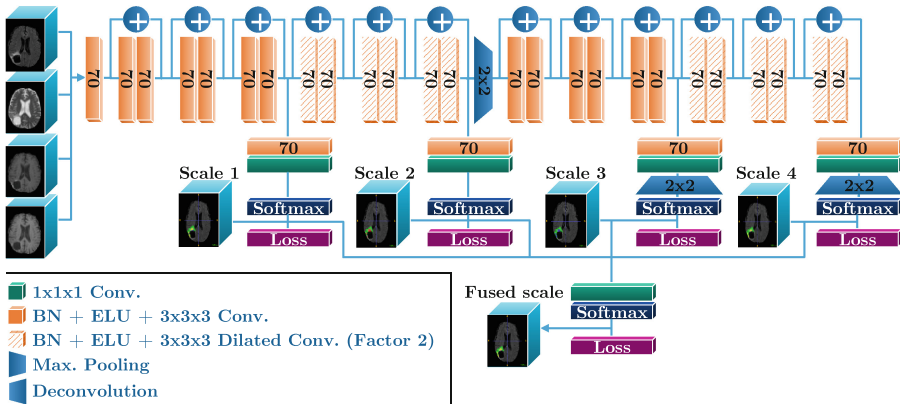 70 70 70 70 70 70 70 70 70 70 70 70 70 2x2 70 70 70 70 70 70 70 70 70 70 70 70
70 70 70 70
2x2 2x2
Scale 1 Scale 2 Scale 3 Scale 4
Softmax Softmax Softmax Softmax
Loss Loss Loss Loss
Fused scale
Softmax
Loss
1x1x1 Conv.
BN + ELU + 3x3x3 Conv.
BN + ELU + 3x3x3 Dilated Conv. (Factor 2)
Max. Pooling
Deconvolution